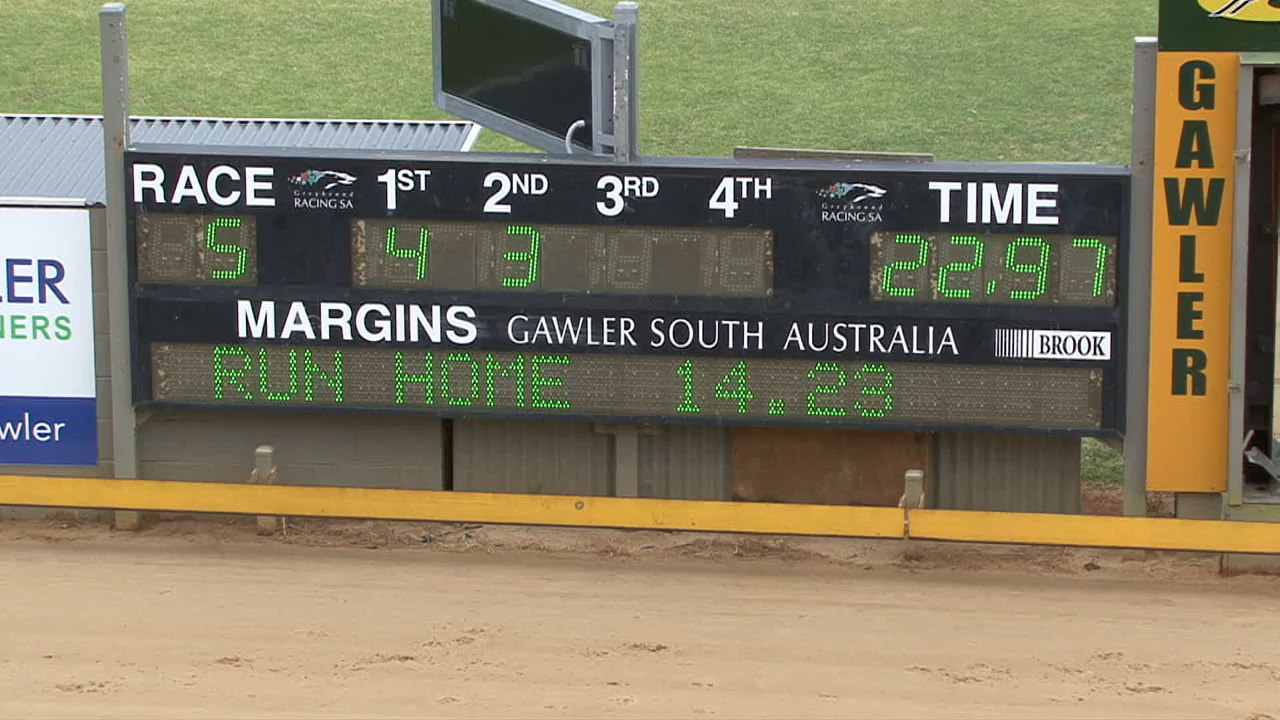 RACE
Greyhound
RACING SA
1ST 2ND 3RD 4TH
Greyhound
RACING SA
TIME
5 4 3 22.97
MARGINS GAWLER SOUTH AUSTRALIA BROOK
RUN HOME 14.23
GAWLER
LER
NERS
wler